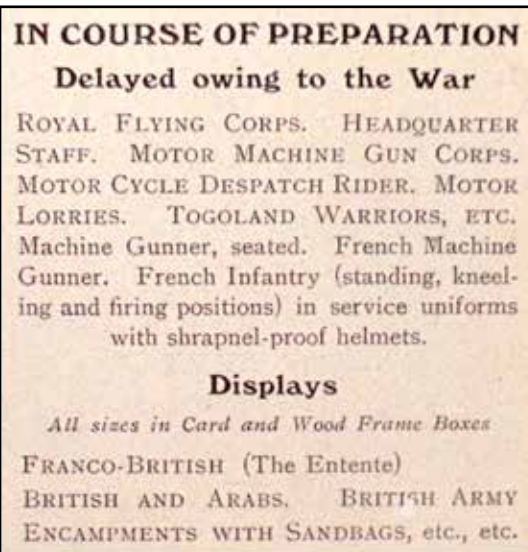 IN COURSE OF PREPARATION
Delayed owing to the War
ROYAL FLYING CORPS. HEADQUARTER
STAFF. MOTOR MACHINE GUN CORPS.
MOTOR CYCLE DESPATCH RIDER. MOTOR
LORRIES. TOGOLAND WARRIORS, ETC.
Machine Gunner, seated. French Machine
Gunner. French Infantry (standing, kneel-
ing and firing positions) in service uniforms
with shrapnel-proof helmets.
Displays
All sizes in Card and Wood Frame Boxes
FRANCO-BRITISH (The Entente)
BRITISH AND ARABS. BRITISH ARMY
ENCAMPMENTS WITH SANDBAGS, etc., etc.